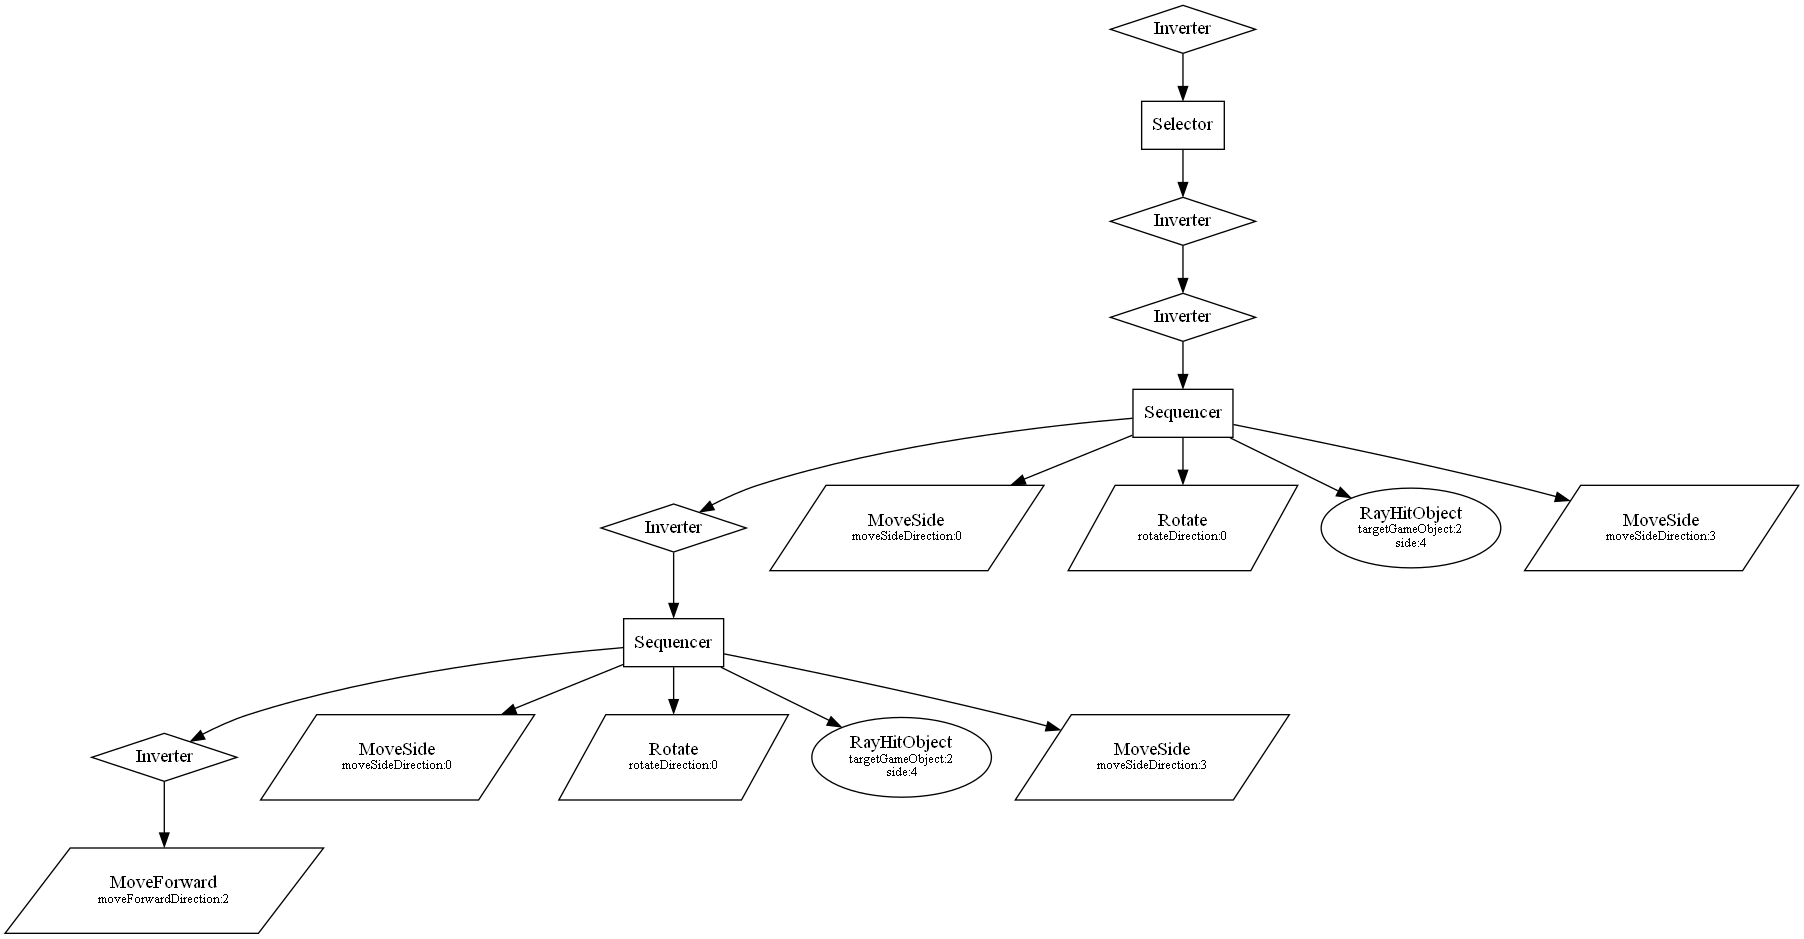 Inverter
Selector
Inverter
Inverter
Sequencer
Inverter
MoveSide
moveSideDirection:0
Rotate
rotateDirection:0
RayHitObject
targetGameObject:2
side:4
MoveSide
moveSideDirection:3
Sequencer
Inverter
MoveSide
moveSideDirection:0
Rotate
rotateDirection:0
RayHitObject
targetGameObject:2
side:4
MoveSide
moveSideDirection:3
MoveForward
moveForwardDirection:2